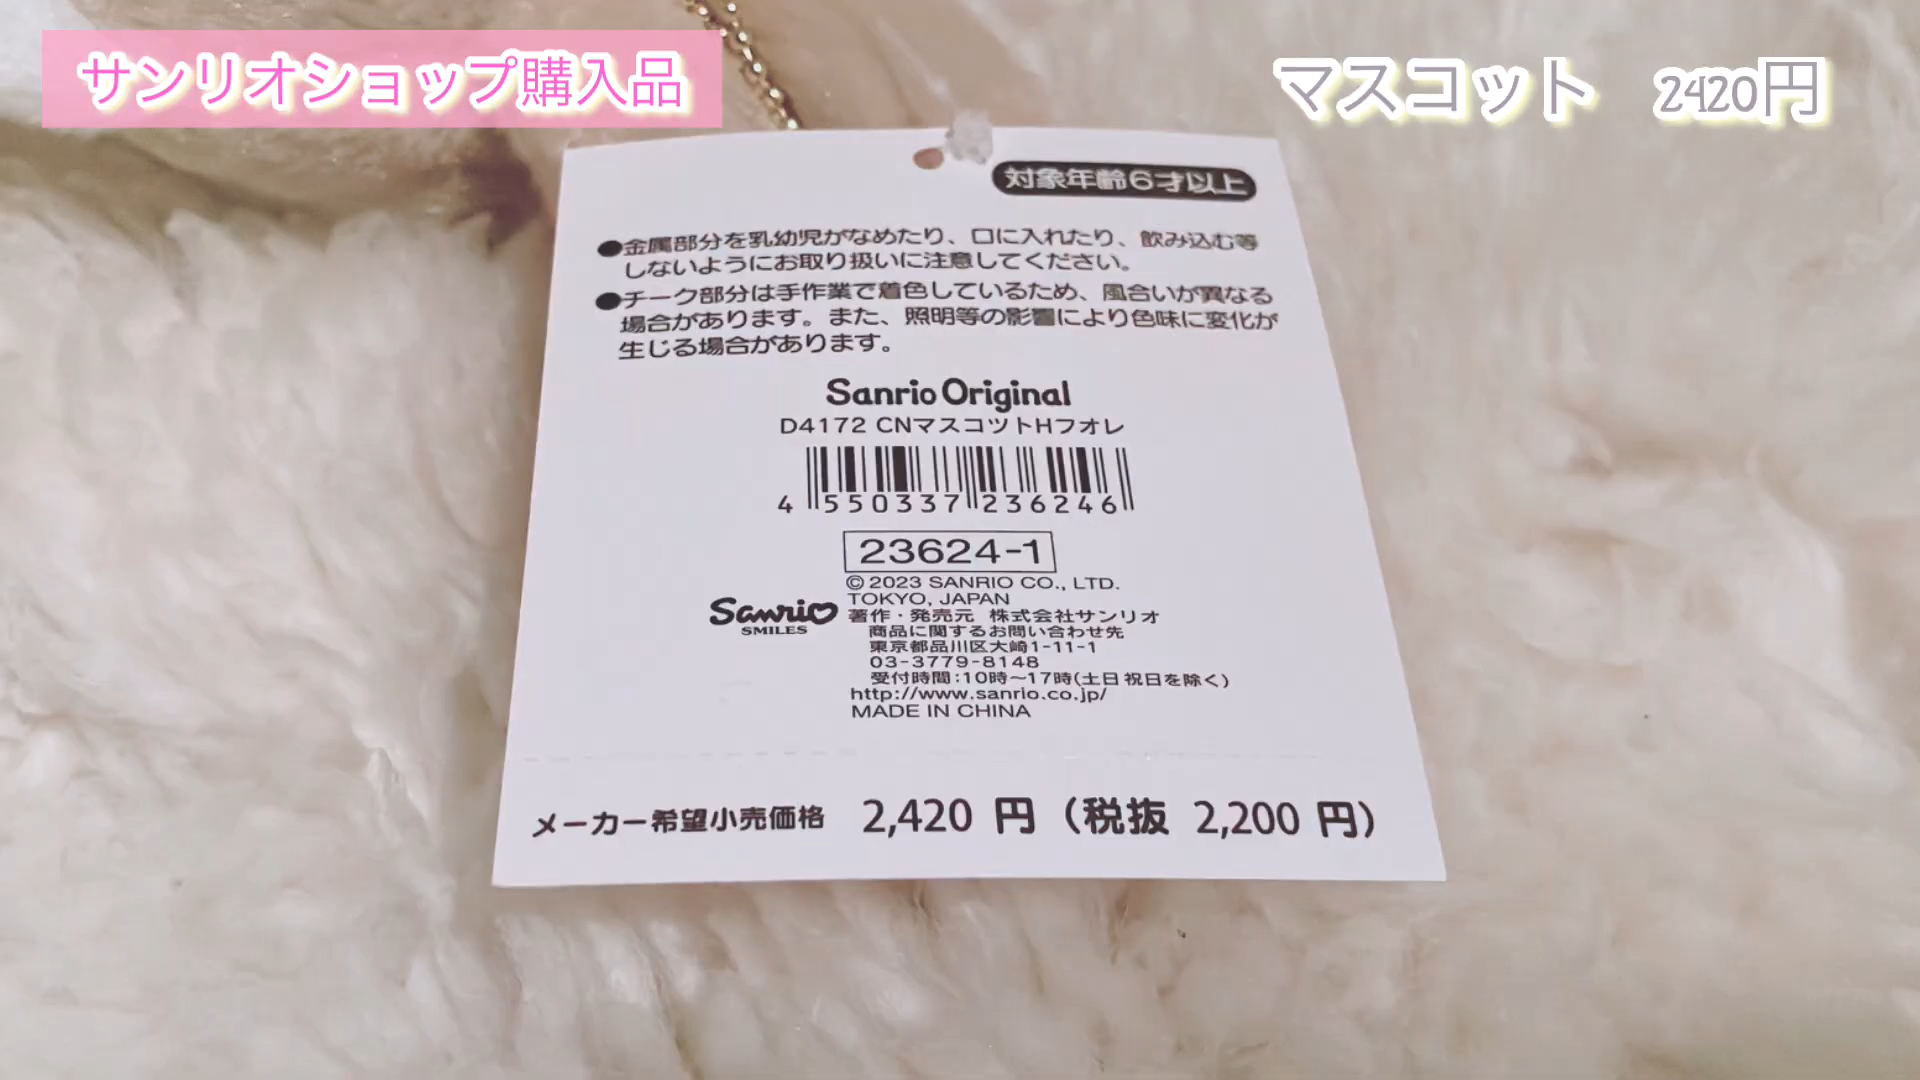 サンリオショップ購入品
マスコット 2420円
対象年齢6才以上
●金属部分を乳幼児がなめたり、口に入れたり、飲み込む等
しないようにお取り扱いに注意してください。
●チーク部分は手作業で着色しているため、風合いが異なる
場合があります。また、照明等の影響により色味に変化が
生じる場合があります。
Sanrio Original
D4172 CNマスコツトHフオレ
4 550337 236246
23624-1
© 2023 SANRIO CO., LTD.
TOKYO, JAPAN
Sanrio
SMILES
著作・発売元 株式会社サンリオ
商品に関するお問い合わせ先
東京都品川区大崎1-11-1
03-3779-8148
受付時間:10時~17時(土日祝日を除く)
http://www.sanrio.co.jp/
MADE IN CHINA
メーカー希望小売価格 2,420 円(税抜 2,200 円)